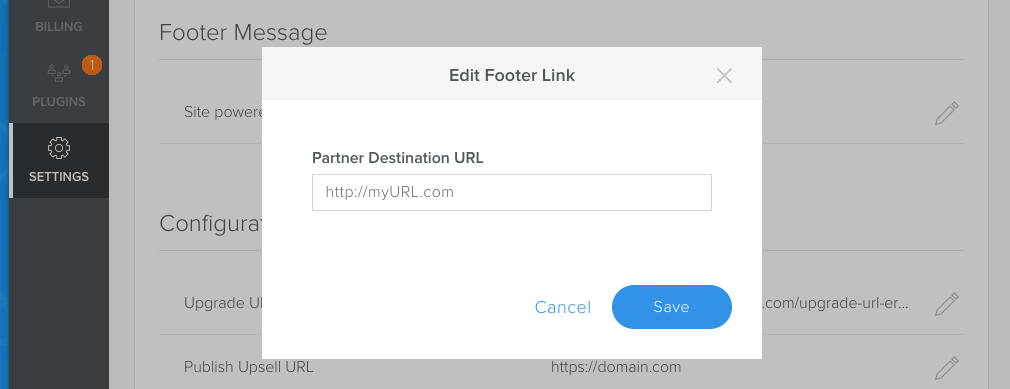 BILLING
1
PLUGINS
SETTINGS
Footer Message
Site powere
Edit Footer Link
Partner Destination URL
http://myURL.com
Cancel
Save
Configurat
Upgrade U
.com/upgrade-url-er...
Publish Upsell URL
https://domain.com